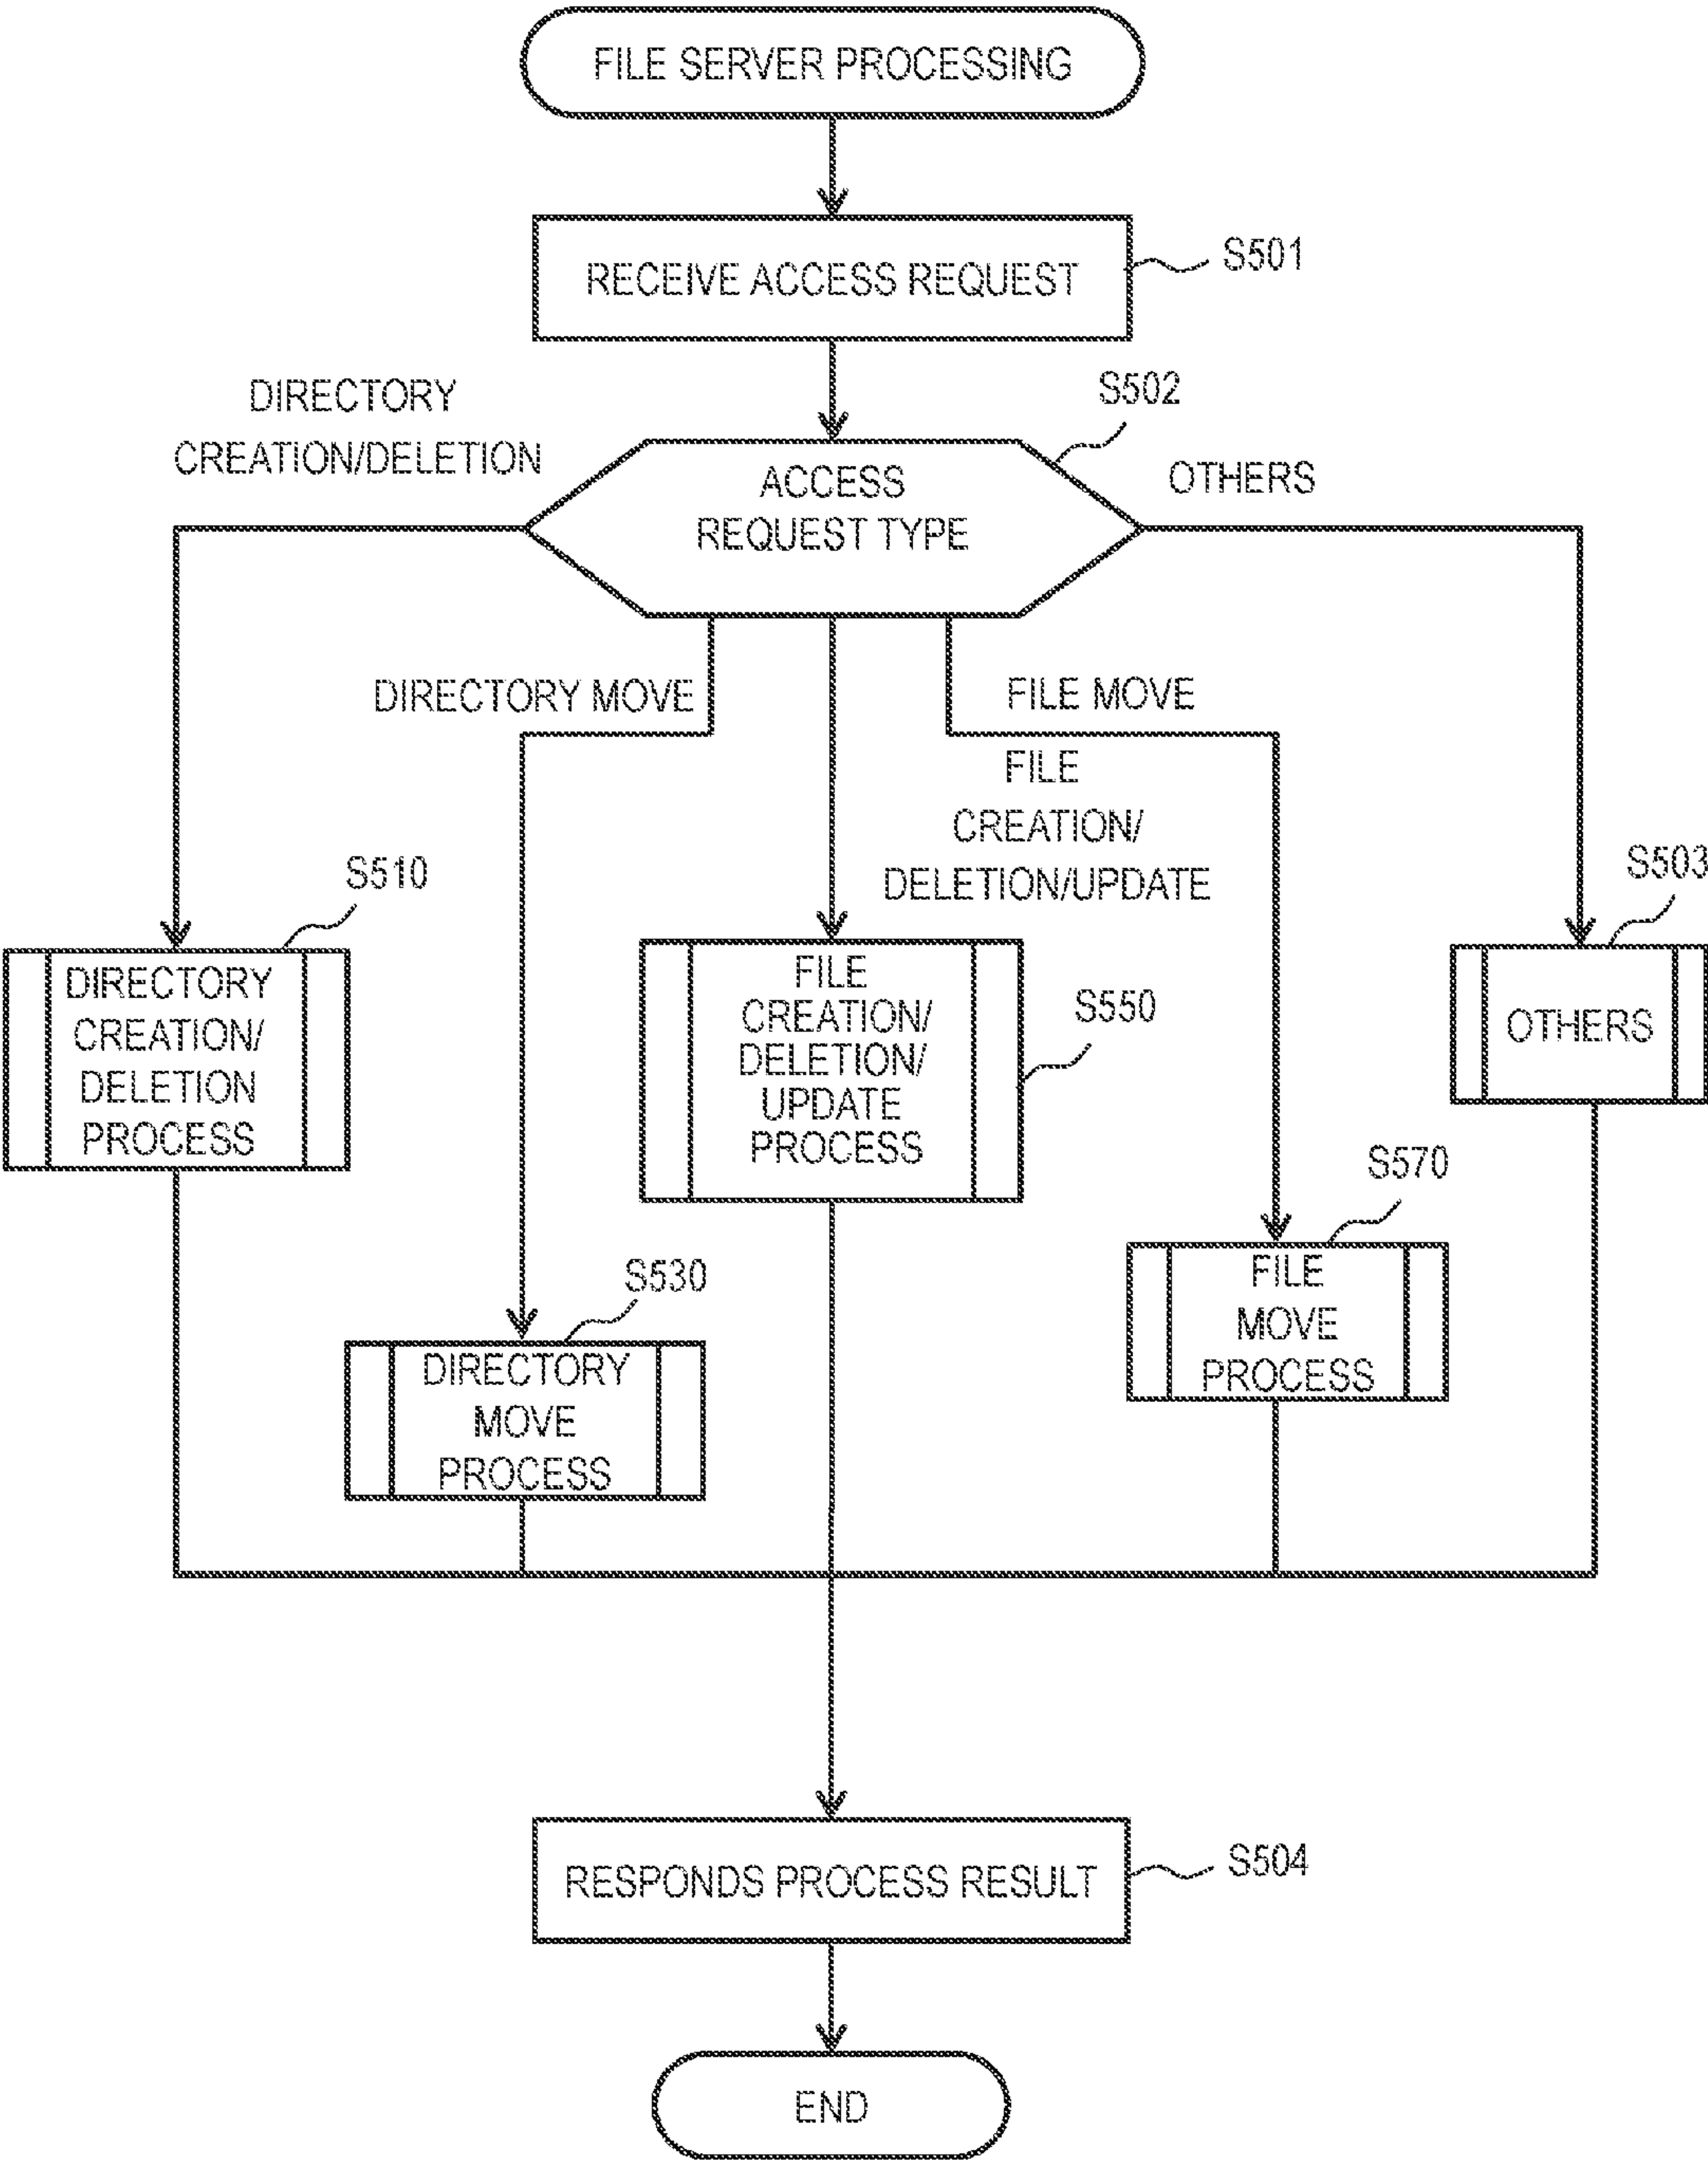 FILE SERVER PROCESSING
RECEIVE ACCESS REQUEST
S501
DIRECTORY
CREATION/DELETION
S502
ACCESS
REQUEST TYPE
OTHERS
DIRECTORY MOVE
FILE MOVE
FILE
CREATION/
DELETION/UPDATE
S510
DIRECTORY
CREATION/
DELETION
PROCESS
FILE
CREATION/
DELETION/
UPDATE
PROCESS
S550
S503
OTHERS
S570
FILE
MOVE
PROCESS
S530
DIRECTORY
MOVE
PROCESS
RESPONDS PROCESS RESULT
S504
END